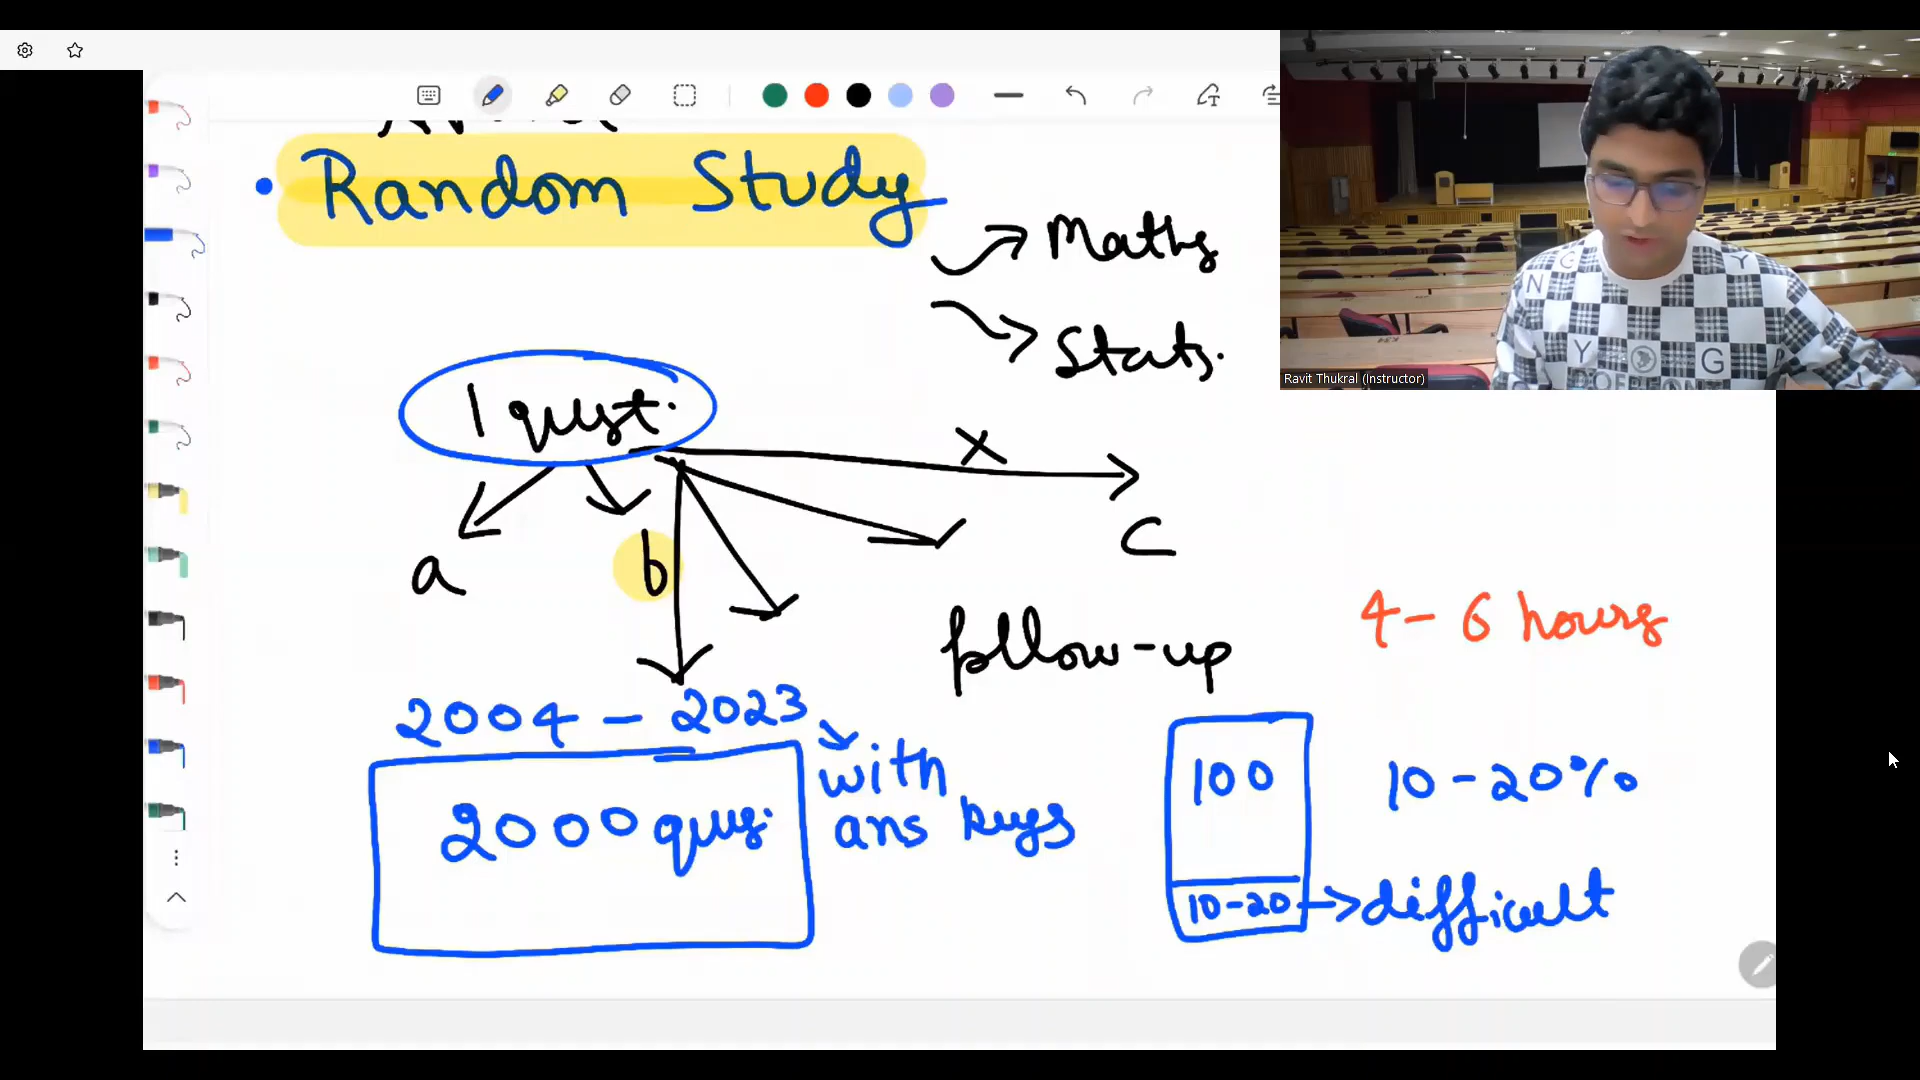 • Random Study
Maths
Stats.
1 quest.
x
a
b
c
follow-up
4 - 6 hours
2004 - 2023
with
ans keys
2000 ques.
100
10 - 20%
10-20
difficult
Ravit Thukral (Instructor)